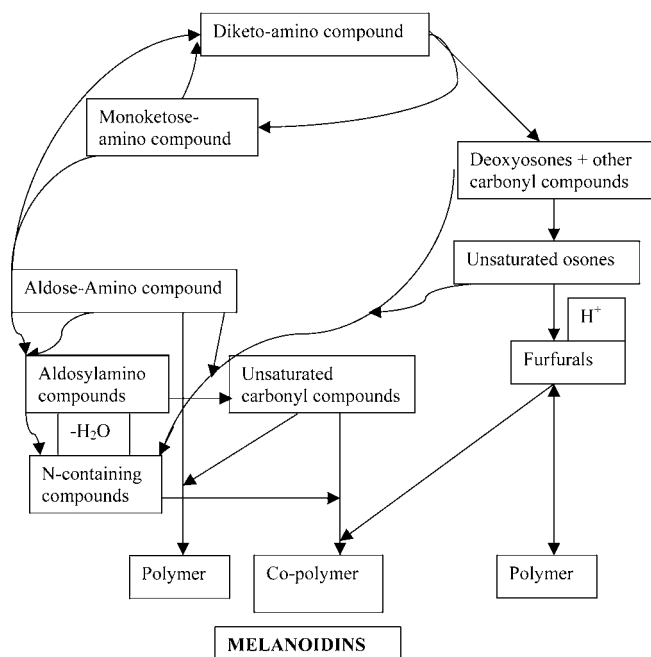 Diketo-amino compound
Monoketose-
amino compound
Deoxyosones + other
carbonyl compounds
Unsaturated osones
Aldose-Amino compound
H+
Aldosylamino
compounds
Unsaturated
carbonyl compounds
Furfurals
-H2O
N-containing
compounds
Polymer
Co-polymer
Polymer
MELANOIDINS